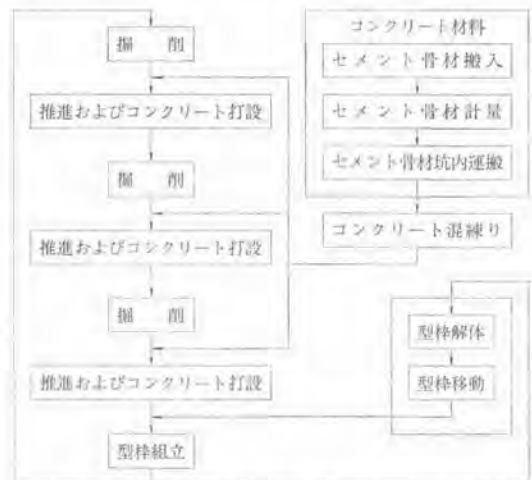 掘削
推進およびコンクリート打設
掘削
推進およびコンクリート打設
掘削
推進およびコンクリート打設
型枠組立
コンクリート材料
セメント骨材搬入
セメント骨材計量
セメント骨材坑内運搬
コンクリート混練り
型枠解体
型枠移動